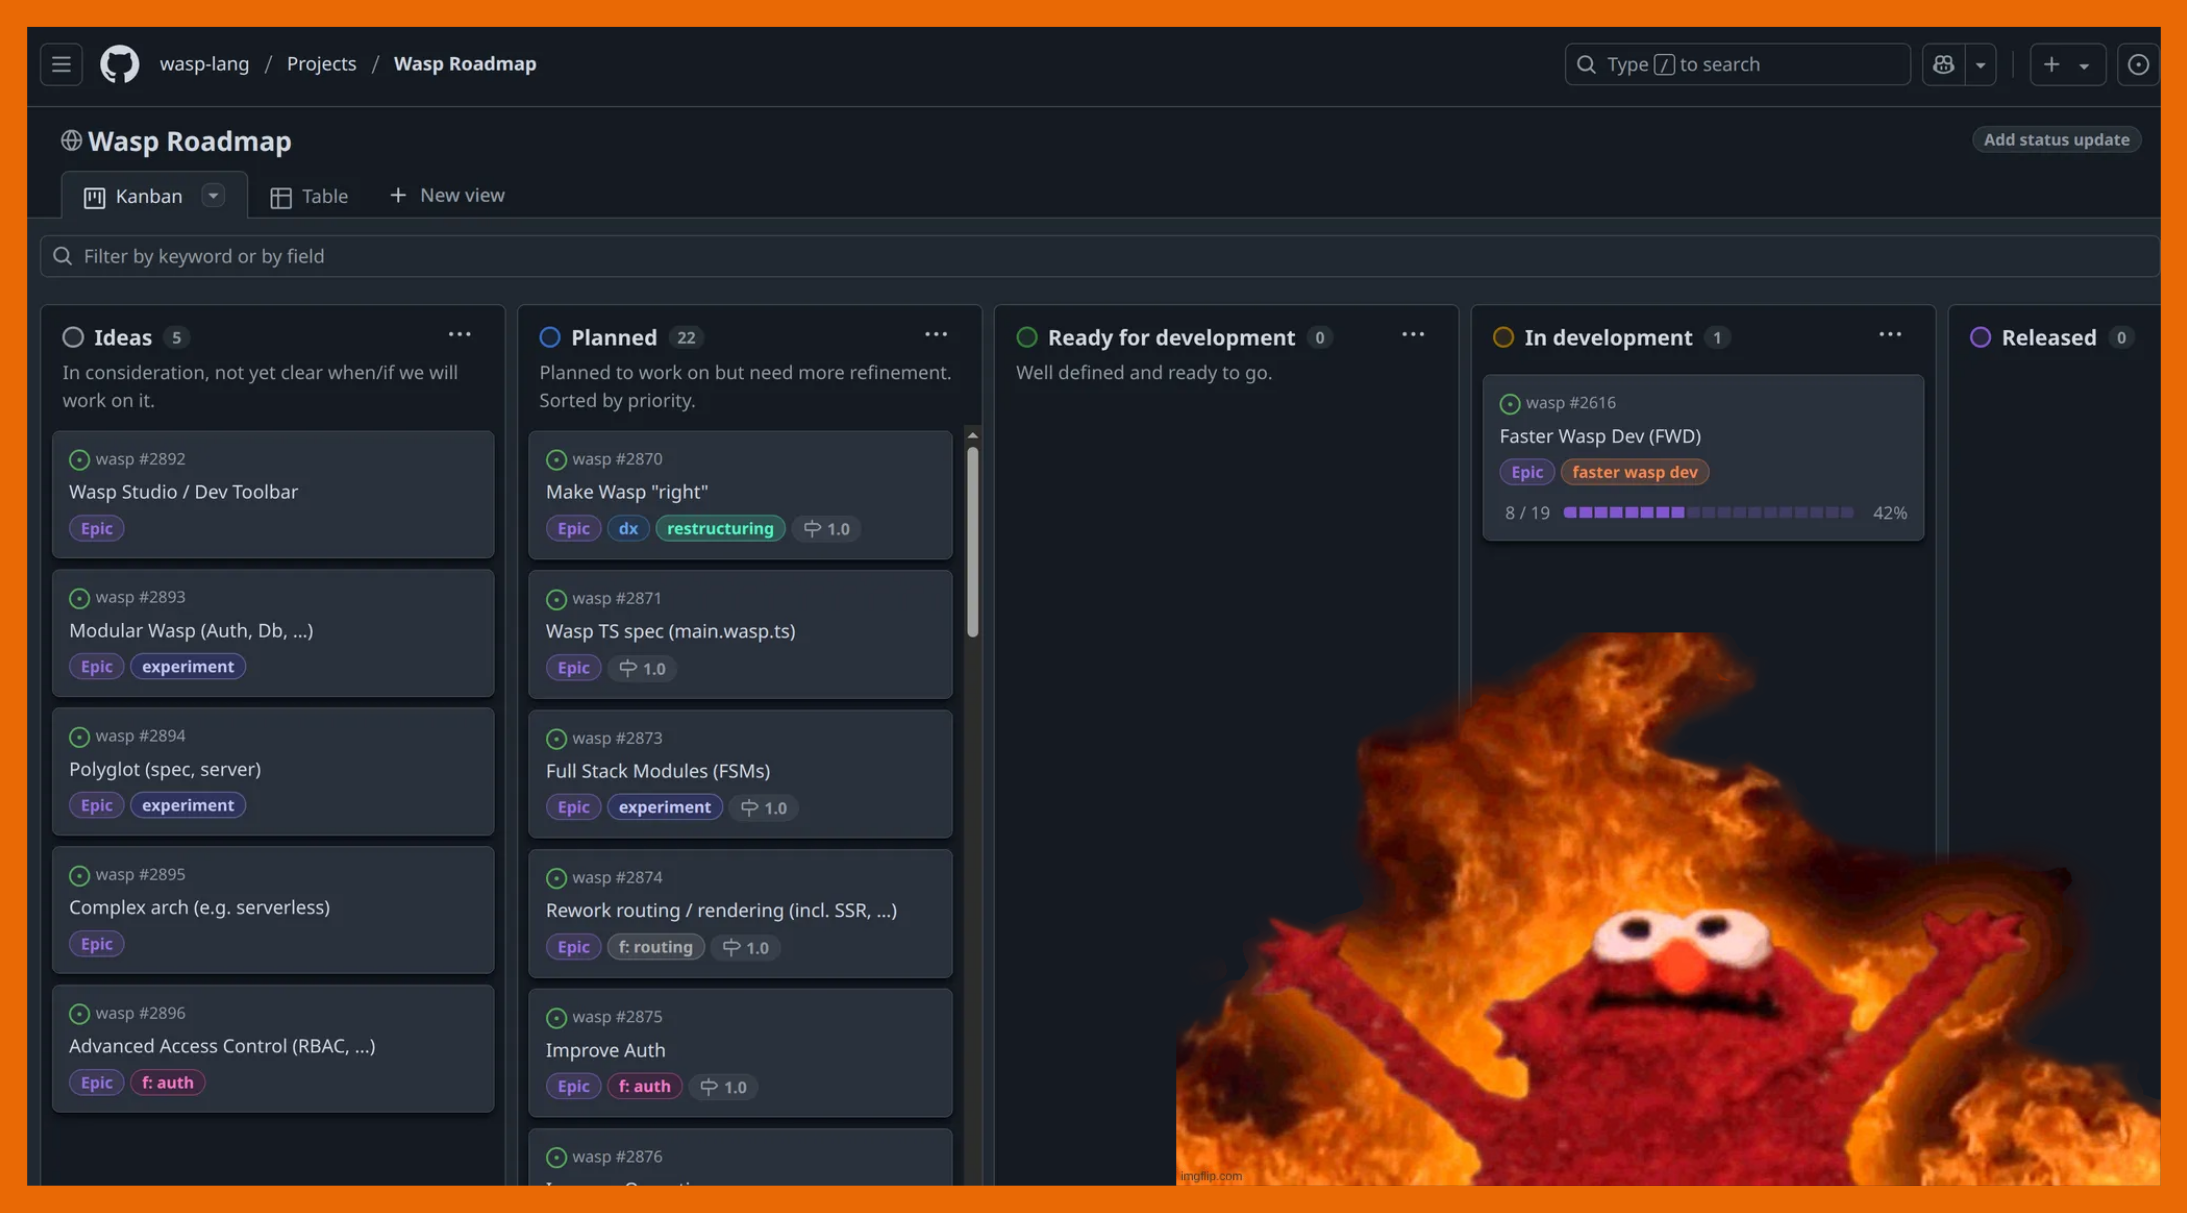 wasp-lang / Projects / Wasp Roadmap
Type / to search
Wasp Roadmap
Add status update
Kanban
Table
New view
Filter by keyword or by field
Ideas 5
In consideration, not yet clear when/if we will
work on it.
wasp #2892
Wasp Studio / Dev Toolbar
Epic
wasp #2893
Modular Wasp (Auth, Db, ...)
Epic experiment
wasp #2894
Polyglot (spec, server)
Epic experiment
wasp #2895
Complex arch (e.g. serverless)
Epic
wasp #2896
Advanced Access Control (RBAC, ...)
Epic f: auth
Planned 22
Planned to work on but need more refinement.
Sorted by priority.
wasp #2870
Make Wasp "right"
Epic dx restructuring 1.0
wasp #2871
Wasp TS spec (main.wasp.ts)
Epic 1.0
wasp #2873
Full Stack Modules (FSMs)
Epic experiment 1.0
wasp #2874
Rework routing / rendering (incl. SSR, ...)
Epic f: routing 1.0
wasp #2875
Improve Auth
Epic f: auth 1.0
wasp #2876
Ready for development 0
Well defined and ready to go.
In development 1
wasp #2616
Faster Wasp Dev (FWD)
Epic faster wasp dev
8 / 19 42%
Released 0
imgflip.com